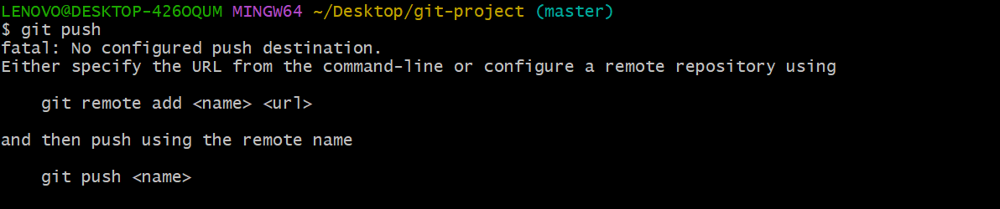 LENOVO@DESKTOP-426OQUM MINGW64 ~/Desktop/git-project (master)
$ git push
fatal: No configured push destination.
Either specify the URL from the command-line or configure a remote repository using
    git remote add <name> <url>
and then push using the remote name
    git push <name>